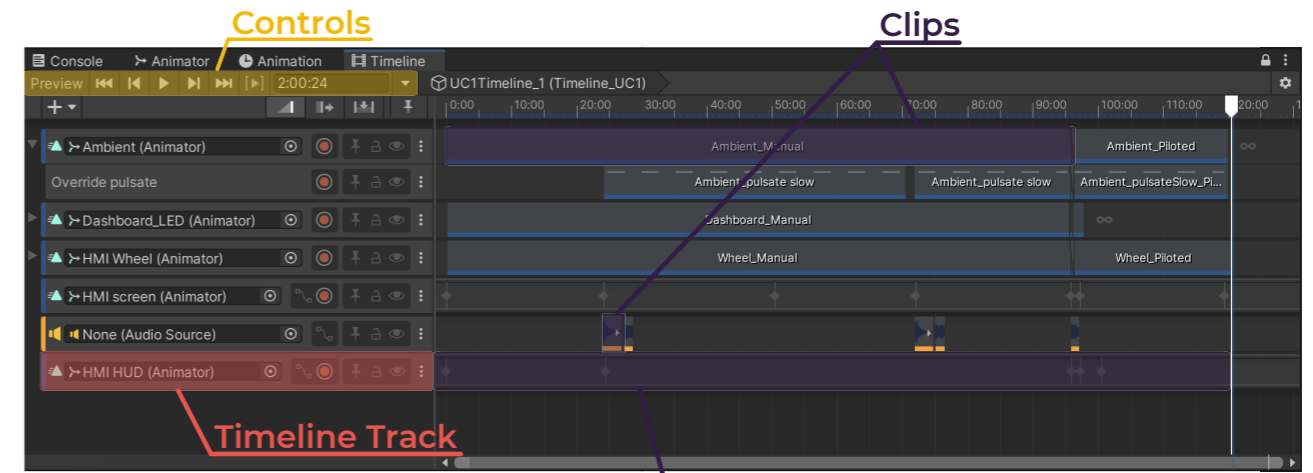 Controls
Clips
Console Animator Animation Timeline
Preview 2:00:24 UC1Timeline_1 (Timeline_UC1)
0:00 10:00 20:00 30:00 40:00 50:00 60:00 70:00 80:00 90:00 100:00 110:00 20:00 1
Ambient (Animator) Ambient_Manual Ambient_Piloted
Override pulsate Ambient_pulsate slow Ambient_pulsate slow Ambient_pulsateSlow_Pi...
Dashboard_LED (Animator) Dashboard_Manual
HMI Wheel (Animator) Wheel_Manual Wheel_Piloted
HMI screen (Animator)
None (Audio Source)
HMI HUD (Animator)
Timeline Track